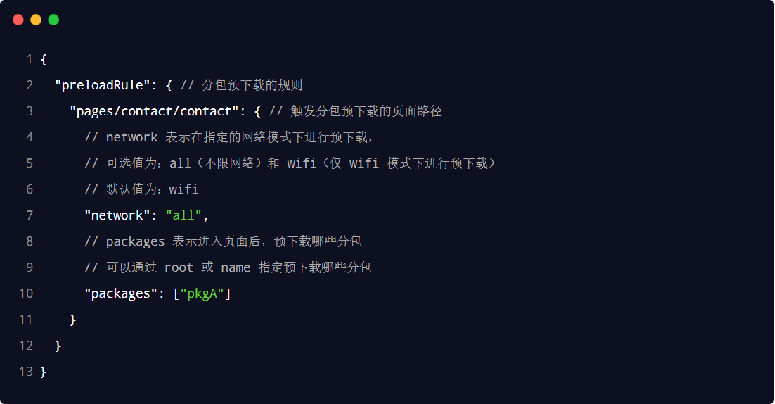 1 {
2 "preloadRule": { // 分包预下载的规则
3 "pages/contact/contact": { // 触发分包预下载的页面路径
4 // network 表示在指定的网络模式下进行预下载，
5 // 可选值为：all（不限网络）和 wifi（仅 wifi 模式下进行预下载）
6 // 默认值为：wifi
7 "network": "all",
8 // packages 表示进入页面后，预下载哪些分包
9 // 可以通过 root 或 name 指定预下载哪些分包
10 "packages": ["pkgA"]
11 }
12 }
13 }